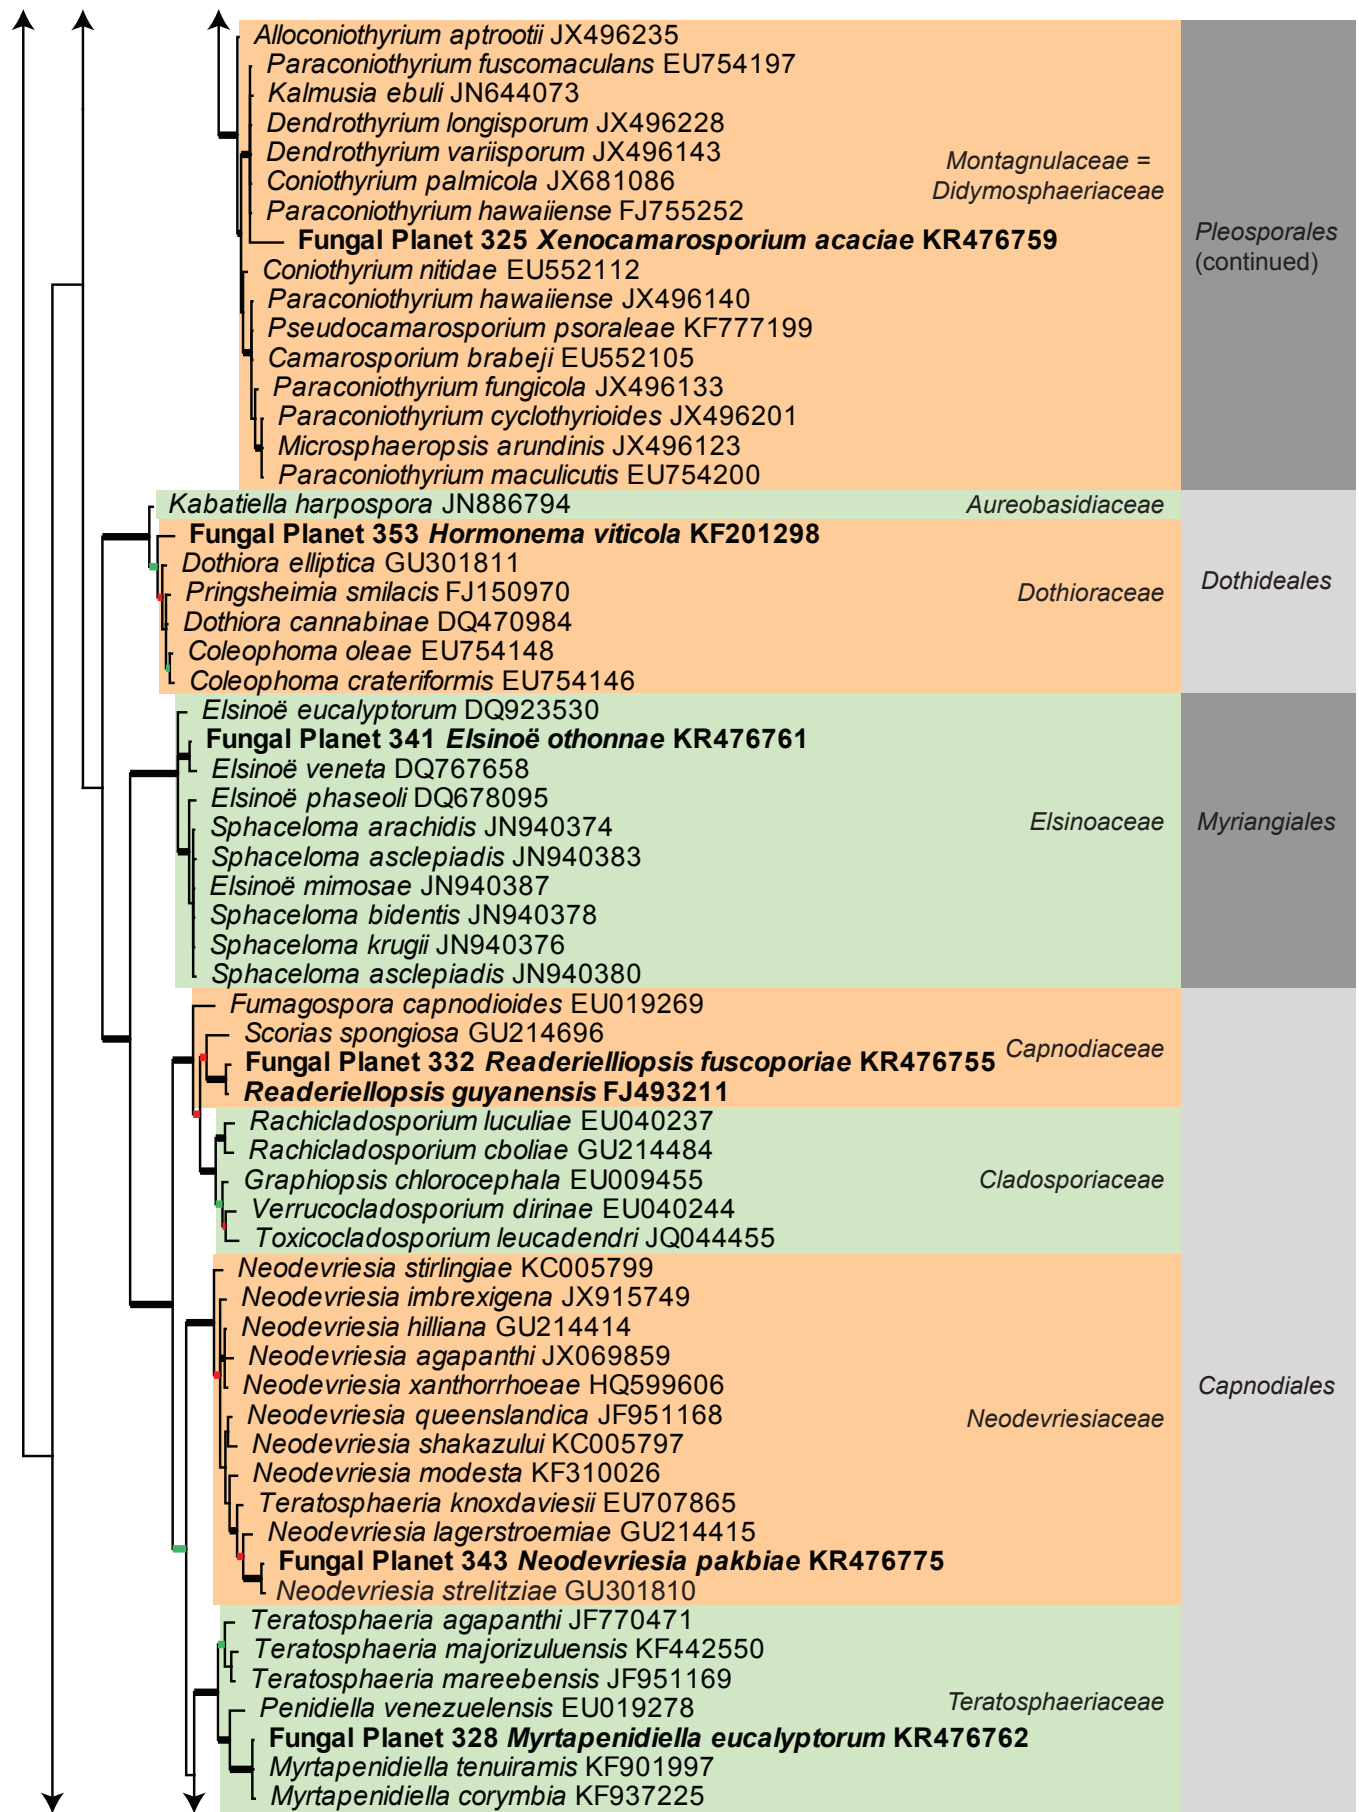 Alloconiothyrium aptrootii JX496235
Paraconiothyrium fuscomaculans EU754197
Kalmusia ebuli JN644073
Dendrothyrium longisporum JX496228
Dendrothyrium variisporum JX496143
Coniothyrium palmicola JX681086
Paraconiothyrium hawaiiense FJ755252
Fungal Planet 325 Xenocamarosporium acaciae KR476759
Coniothyrium nitidae EU552112
Paraconiothyrium hawaiiense JX496140
Pseudocamarosporium psoraleae KF777199
Camarosporium brabeji EU552105
Paraconiothyrium fungicola JX496133
Paraconiothyrium cyclothyrioides JX496201
Microsphaeropsis arundinis JX496123
Paraconiothyrium maculicutis EU754200
Montagnulaceae =
Didymosphaeriaceae
Pleosporales
(continued)
Kabatiella harpospora JN886794
Aureobasidiaceae
Fungal Planet 353 Hormonema viticola KF201298
Dothiora elliptica GU301811
Pringsheimia smilacis FJ150970
Dothiora cannabinae DQ470984
Coleophoma oleae EU754148
Coleophoma crateriformis EU754146
Dothioraceae
Dothideales
Elsinoë eucalyptorum DQ923530
Fungal Planet 341 Elsinoë othonnae KR476761
Elsinoë veneta DQ767658
Elsinoë phaseoli DQ678095
Sphaceloma arachidis JN940374
Sphaceloma asclepiadis JN940383
Elsinoë mimosae JN940387
Sphaceloma bidentis JN940378
Sphaceloma krugii JN940376
Sphaceloma asclepiadis JN940380
Elsinoaceae
Myriangiales
Fumagospora capnodioides EU019269
Scorias spongiosa GU214696
Fungal Planet 332 Readerielliopsis fuscoporiae KR476755
Readeriellopsis guyanensis FJ493211
Capnodiaceae
Rachicladosporium luculiae EU040237
Rachicladosporium cboliae GU214484
Graphiopsis chlorocephala EU009455
Verrucocladosporium dirinae EU040244
Toxicocladosporium leucadendri JQ044455
Cladosporiaceae
Neodevriesia stirlingiae KC005799
Neodevriesia imbrexigena JX915749
Neodevriesia hilliana GU214414
Neodevriesia agapanthi JX069859
Neodevriesia xanthorrhoeae HQ599606
Neodevriesia queenslandica JF951168
Neodevriesia shakazului KC005797
Neodevriesia modesta KF310026
Teratosphaeria knoxdaviesii EU707865
Neodevriesia lagerstroemiae GU214415
Fungal Planet 343 Neodevriesia pakbiae KR476775
Neodevriesia strelitziae GU301810
Neodevriesiaceae
Capnodiales
Teratosphaeria agapanthi JF770471
Teratosphaeria majorizuluensis KF442550
Teratosphaeria mareebensis JF951169
Penidiella venezuelensis EU019278
Fungal Planet 328 Myrtapenidiella eucalyptorum KR476762
Myrtapenidiella tenuiramis KF901997
Myrtapenidiella corymbia KF937225
Teratosphaeriaceae